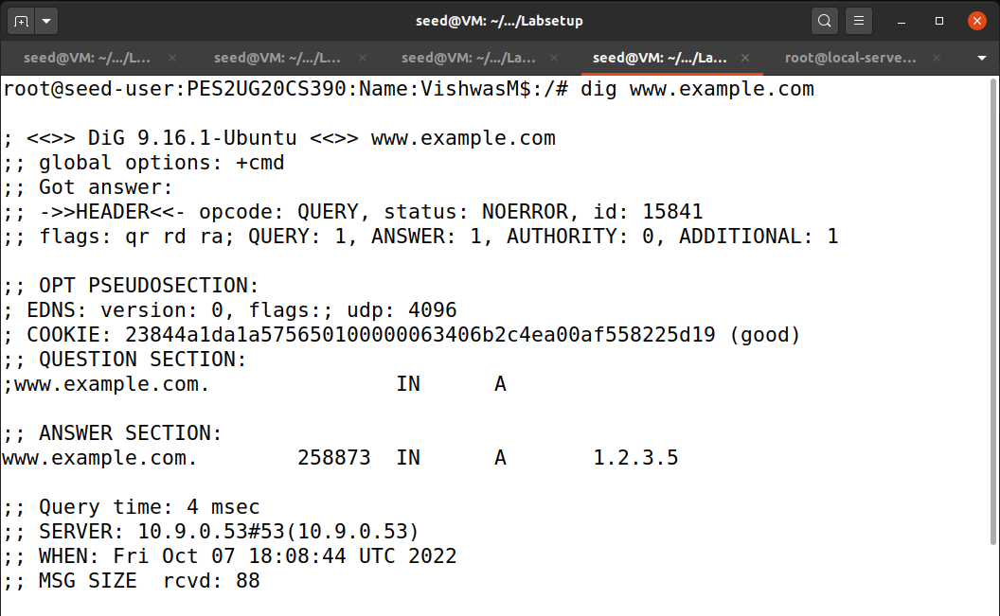 seed@VM: ~/.../Labsetup
seed@VM: ~/.../L... seed@VM: ~/.../L... seed@VM: ~/.../La... seed@VM: ~/.../La... root@local-serve...
root@seed-user:PES2UG20CS390:Name:VishwasM$:/# dig www.example.com
; <<>> DiG 9.16.1-Ubuntu <<>> www.example.com
;; global options: +cmd
;; Got answer:
;; ->>HEADER<<- opcode: QUERY, status: NOERROR, id: 15841
;; flags: qr rd ra; QUERY: 1, ANSWER: 1, AUTHORITY: 0, ADDITIONAL: 1
;; OPT PSEUDOSECTION:
; EDNS: version: 0, flags:; udp: 4096
; COOKIE: 23844a1da1a575650100000063406b2c4ea00af558225d19 (good)
;; QUESTION SECTION:
;www.example.com. IN A
;; ANSWER SECTION:
www.example.com. 258873 IN A 1.2.3.5
;; Query time: 4 msec
;; SERVER: 10.9.0.53#53(10.9.0.53)
;; WHEN: Fri Oct 07 18:08:44 UTC 2022
;; MSG SIZE rcvd: 88